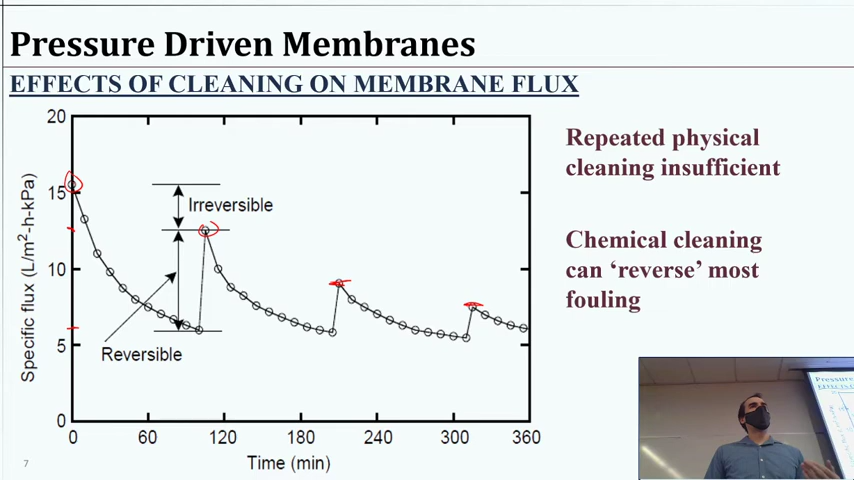 Pressure Driven Membranes
EFFECTS OF CLEANING ON MEMBRANE FLUX
Repeated physical
cleaning insufficient
Chemical cleaning
can ‘reverse’ most
fouling
Specific flux (L/m²-h-kPa)
20
15
10
5
0
Irreversible
Reversible
0
60
120
180
240
300
360
Time (min)
7
Pressure